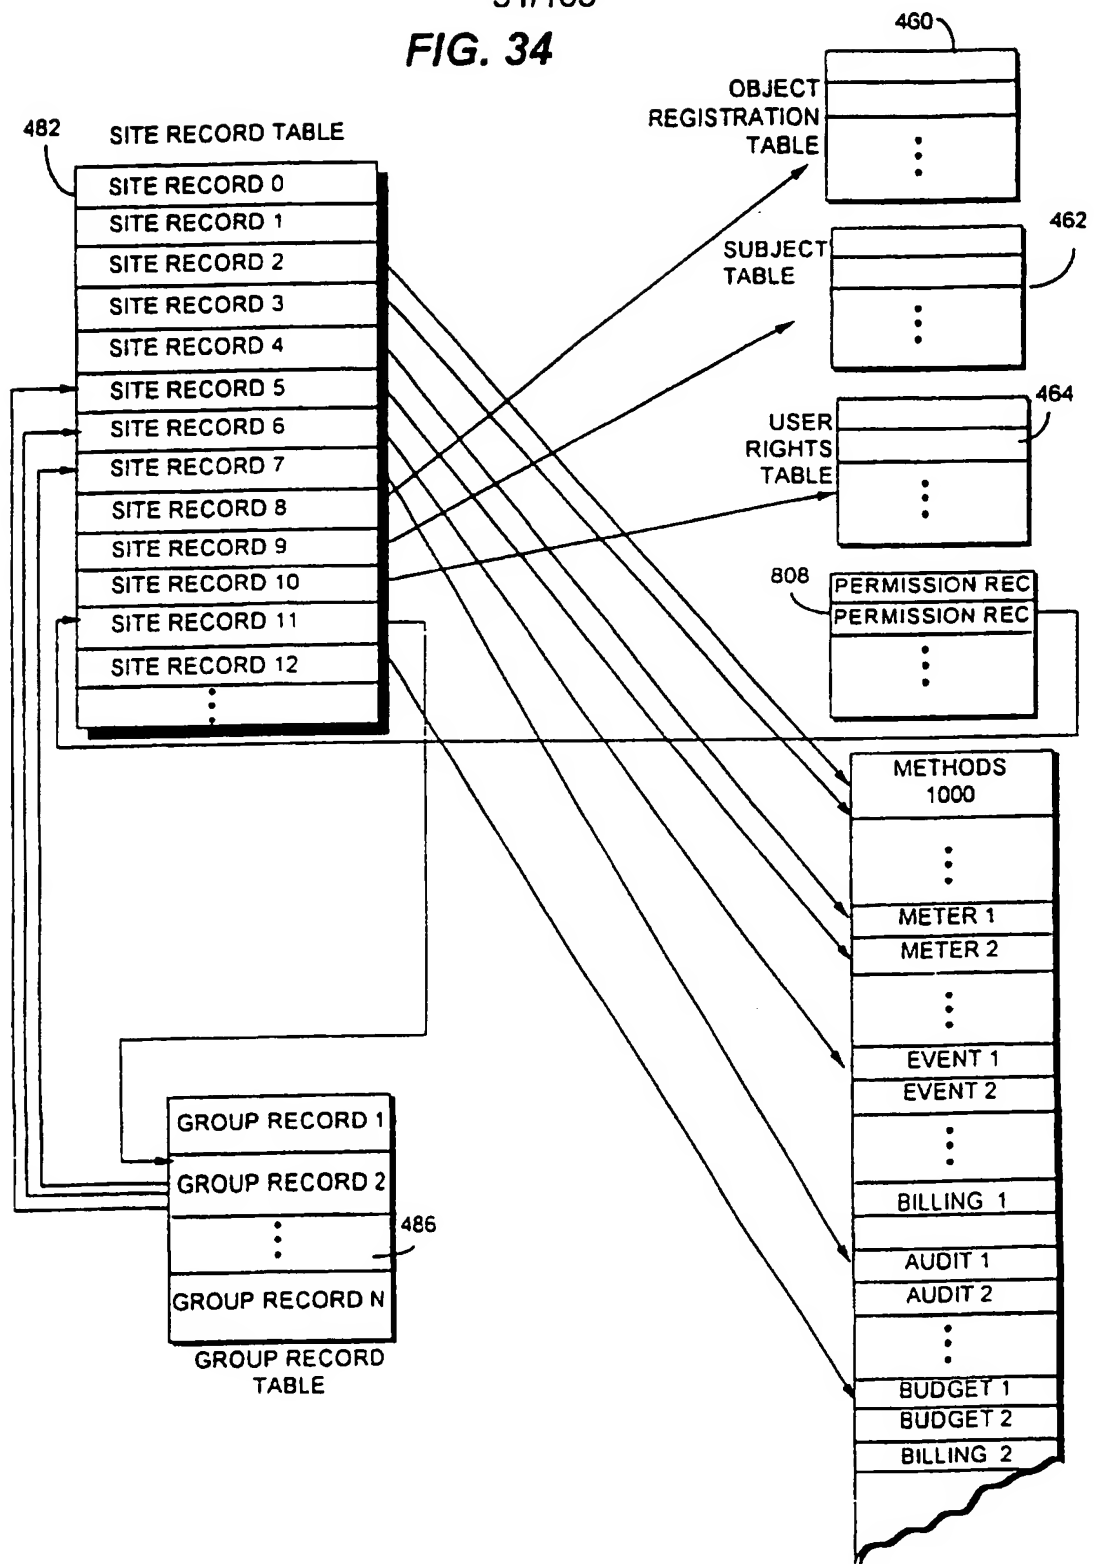 FIG. 34
460
OBJECT
REGISTRATION
TABLE
482
SITE RECORD TABLE
SITE RECORD 0
SITE RECORD 1
SITE RECORD 2
SITE RECORD 3
SITE RECORD 4
SITE RECORD 5
SITE RECORD 6
SITE RECORD 7
SITE RECORD 8
SITE RECORD 9
SITE RECORD 10
SITE RECORD 11
SITE RECORD 12
SUBJECT
TABLE
462
USER
RIGHTS
TABLE
464
808
PERMISSION REC
PERMISSION REC
METHODS
1000
METER 1
METER 2
EVENT 1
EVENT 2
BILLING 1
AUDIT 1
AUDIT 2
BUDGET 1
BUDGET 2
BILLING 2
GROUP RECORD 1
GROUP RECORD 2
486
GROUP RECORD N
GROUP RECORD
TABLE